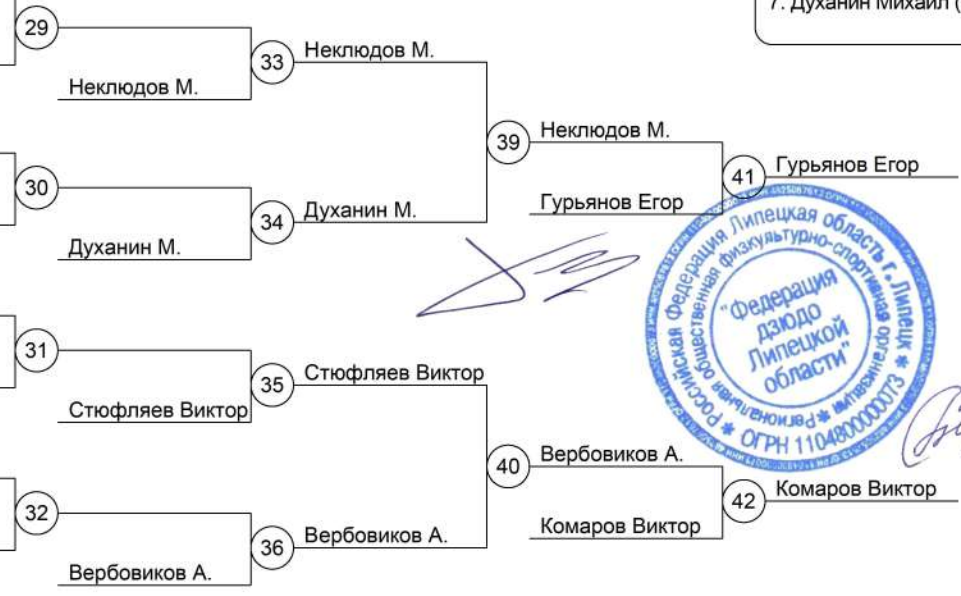 7. Духанин Михаил (
29
Неклюдов М.
33
Неклюдов М.
39
Неклюдов М.
41
Гурьянов Егор
Гурьянов Егор
30
Духанин М.
34
Духанин М.
Российская Федерация Липецкая область г. Липецк *
Региональная общественная физкультурно-спортивная организация *
"Федерация
дзюдо
Липецкой
области"
* ОГРН 1104800000073 *
31
Стюфляев Виктор
35
Стюфляев Виктор
40
Вербовиков А.
42
Комаров Виктор
Комаров Виктор
32
Вербовиков А.
36
Вербовиков А.